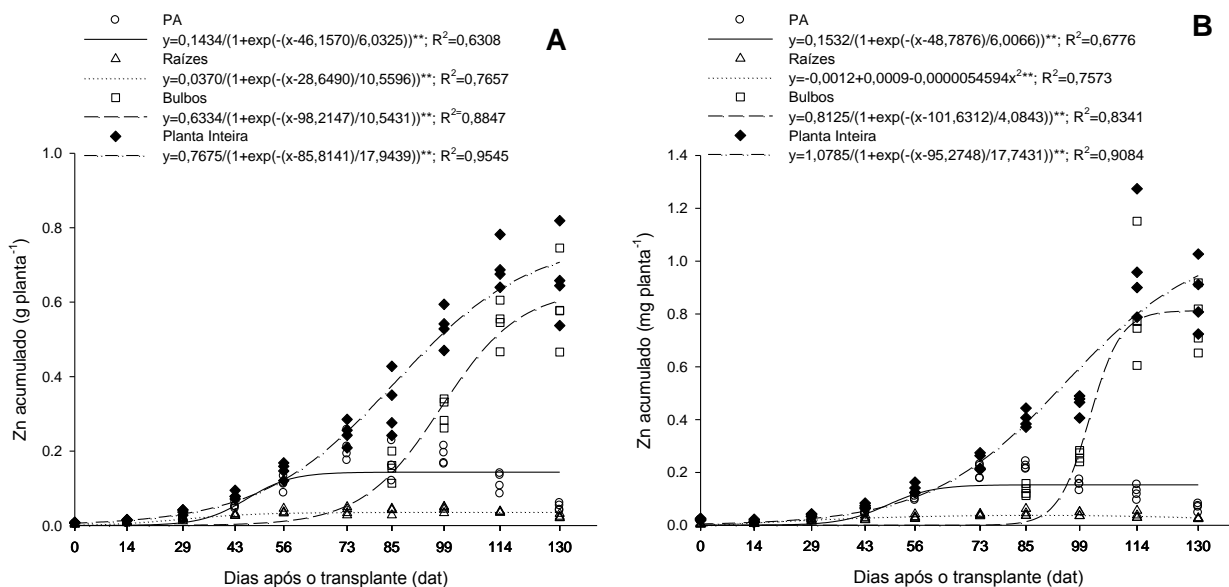 PA
y=0,1434/(1+exp(-(x-46,1570)/6,0325))**; R²=0,6308
Raízes
y=0,0370/(1+exp(-(x-28,6490)/10,5596))**; R²=0,7657
Bulbos
y=0,6334/(1+exp(-(x-98,2147)/10,5431))**; R²⁼0,8847
Planta Inteira
y=0,7675/(1+exp(-(x-85,8141)/17,9439))**; R²=0,9545
A
1.0
0.8
0.6
0.4
0.2
0.0
Zn acumulado (g planta⁻¹)
0 14 29 43 56 73 85 99 114 130
Dias após o transplante (dat)
PA
y=0,1532/(1+exp(-(x-48,7876)/6,0066))**; R²=0,6776
Raízes
y=-0,0012+0,0009-0,0000054594x²**; R²=0,7573
Bulbos
y=0,8125/(1+exp(-(x-101,6312)/4,0843))**; R²=0,8341
Planta Inteira
y=1,0785/(1+exp(-(x-95,2748)/17,7431))**; R²=0,9084
B
1.4
1.2
1.0
0.8
0.6
0.4
0.2
0.0
Zn acumulado (mg planta⁻¹)
0 14 29 43 56 73 85 99 114 130
Dias após o transplante (dat)